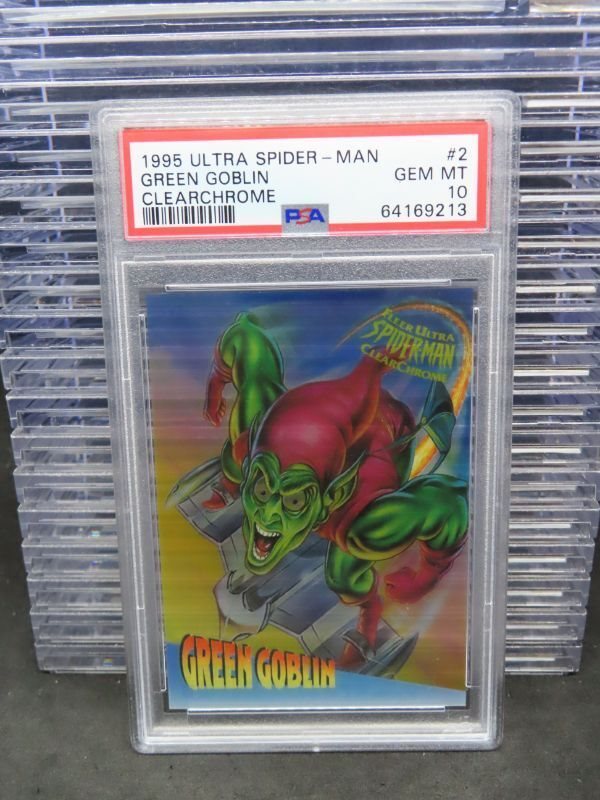 1995 ULTRA SPIDER-MAN #2
GREEN GOBLIN GEM MT
CLEARCHROME 10
PSA 64169213
FLEER ULTRA
SPIDER-MAN
CLEARCHROME
GREEN GOBLIN